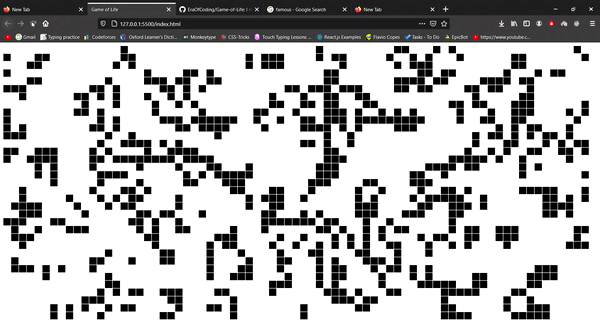 New Tab
Game of Life
EraOfCoding/Game-of-Life: I
famous - Google Search
New Tab
127.0.0.1:5500/index.html
Gmail
Typing practice
Codeforces
Oxford Learner's Dicti...
Monkeytype
CSS-Tricks
Touch Typing Lessons ...
React.js Examples
Flavio Copes
Tasks - To Do
EpicBot
https://www.youtube.c...